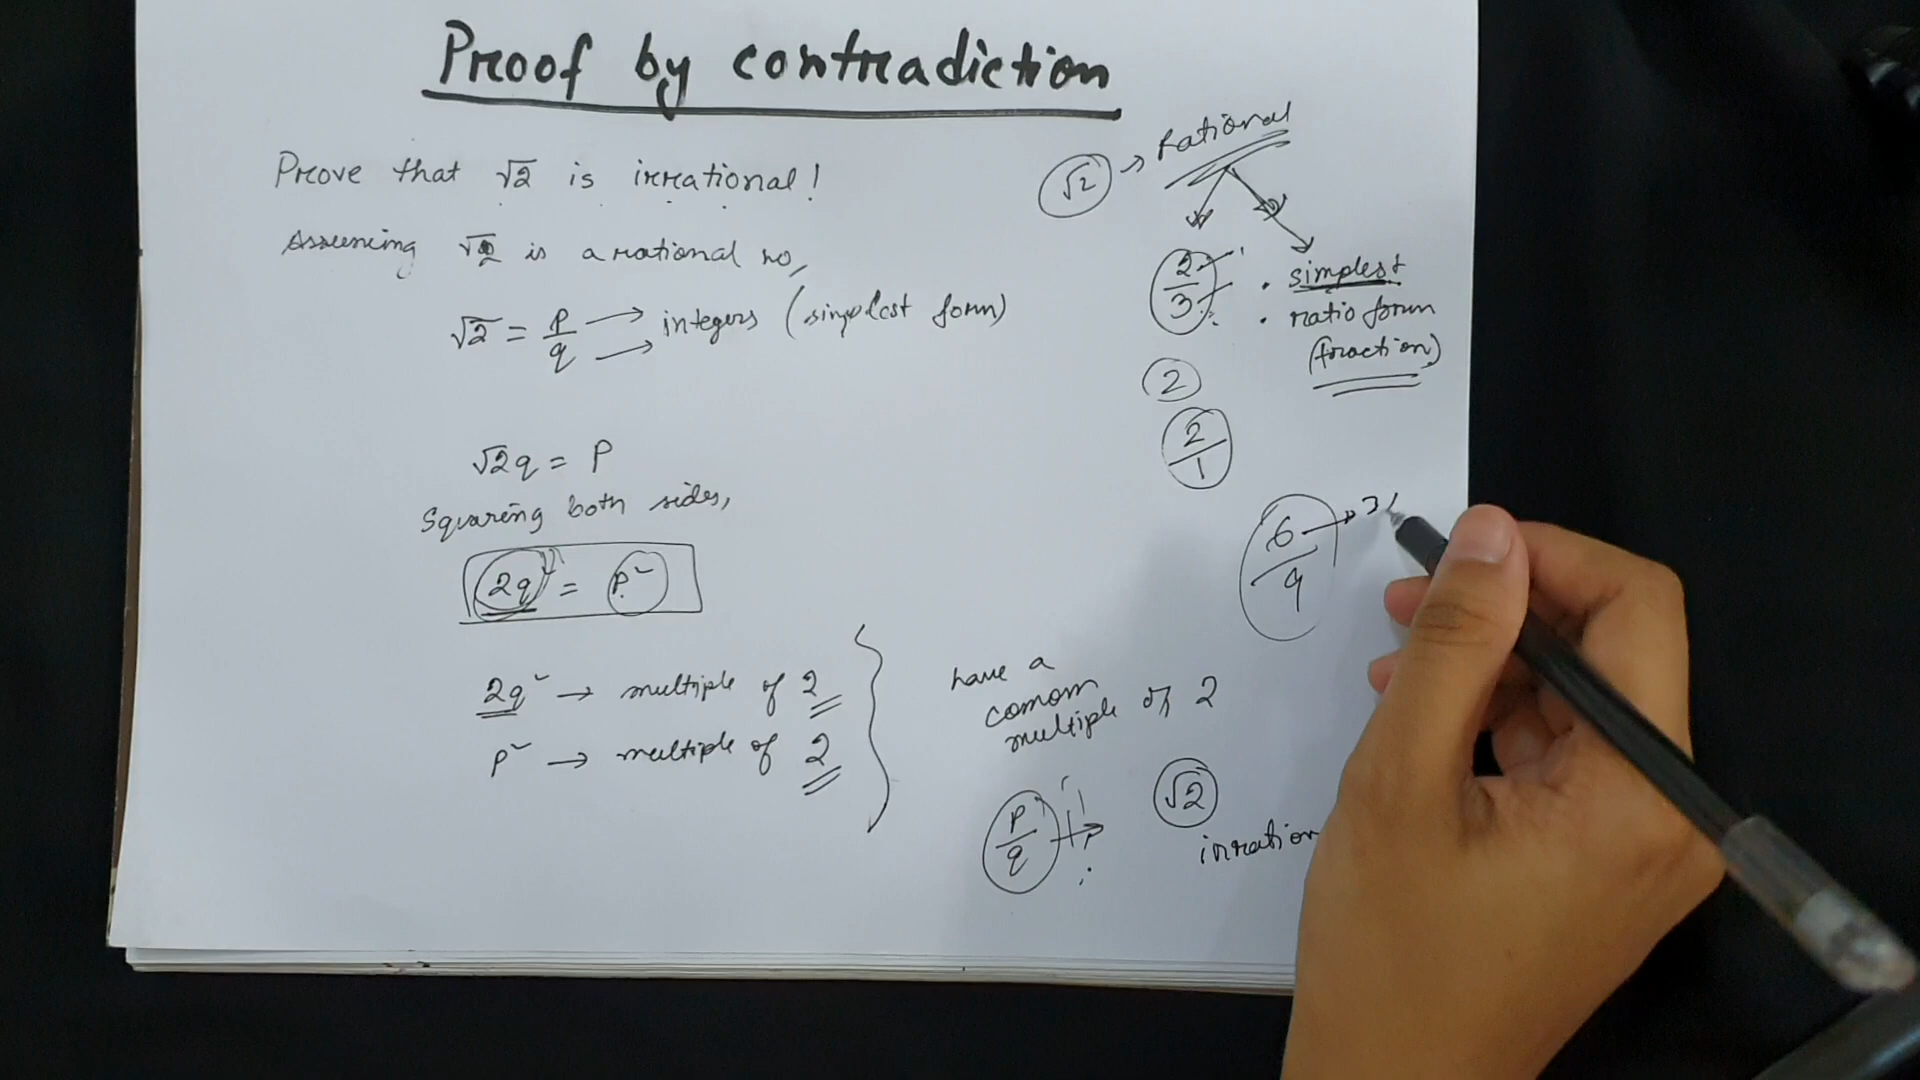 Proof by contradiction
Prove that √2 is irrational!
Assuming √2 is a rational no,
√2 = p/q → integers (simplest form)
√2q = P
Squaring both sides,
2q² = p²
2q² → multiple of 2
p² → multiple of 2
√2 → Rational
2/3
· simplest
· ratio form
(fraction)
2
2/1
6/9 → 3
have a
comom
multiple of 2
p/q
√2
irration